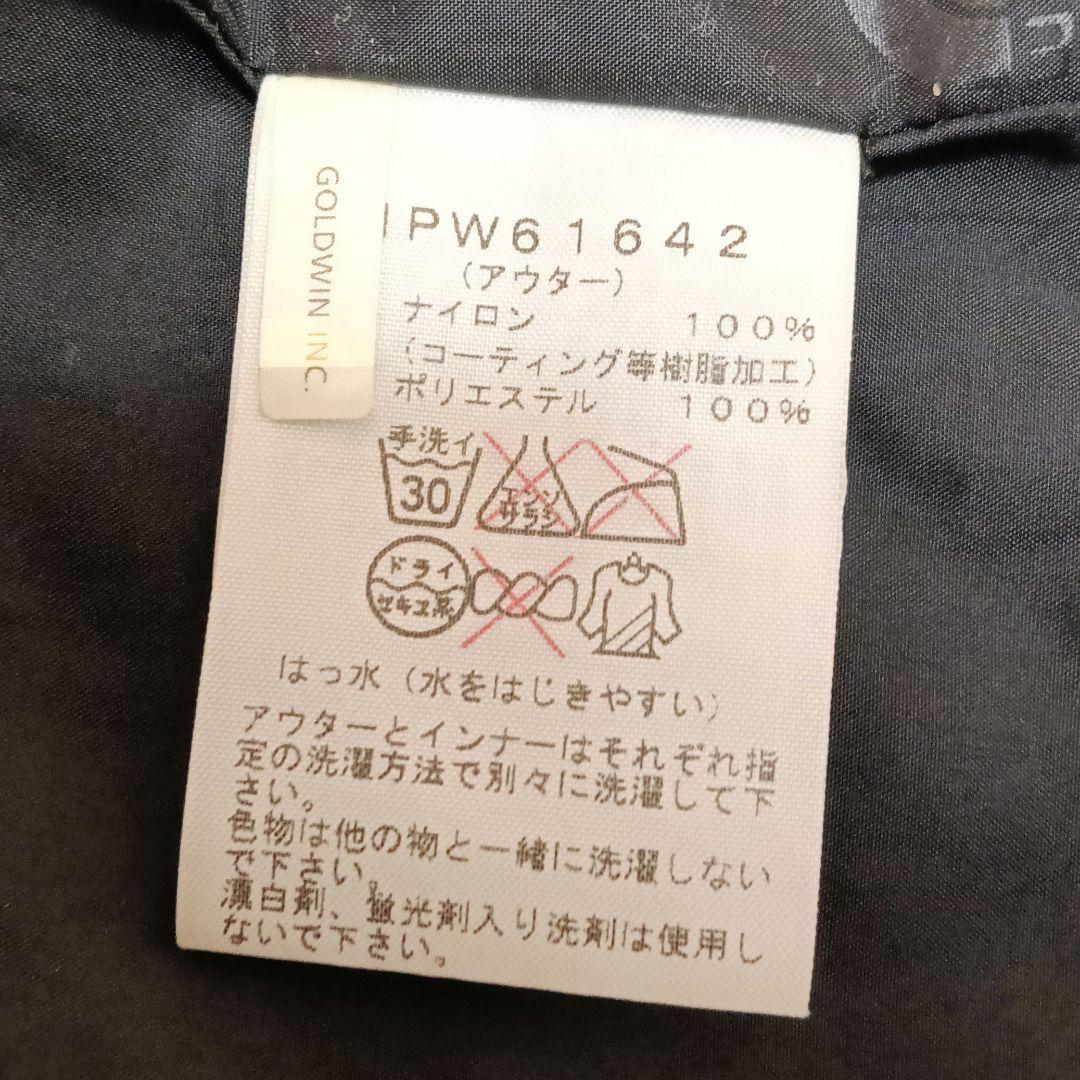 GOLDWIN INC.
NPW61642
(アウター)
ナイロン 100%
(コーティング等樹脂加工)
ポリエステル 100%
手洗イ
30
エンソ
サラシ
ドライ
セキユ系
はっ水(水をはじきやすい)
アウターとインナーはそれぞれ指
定の洗濯方法で別々に洗濯して下
さい。
色物は他の物と一緒に洗濯しない
で下さい。
漂白剤、蛍光剤入り洗剤は使用し
ないで下さい。